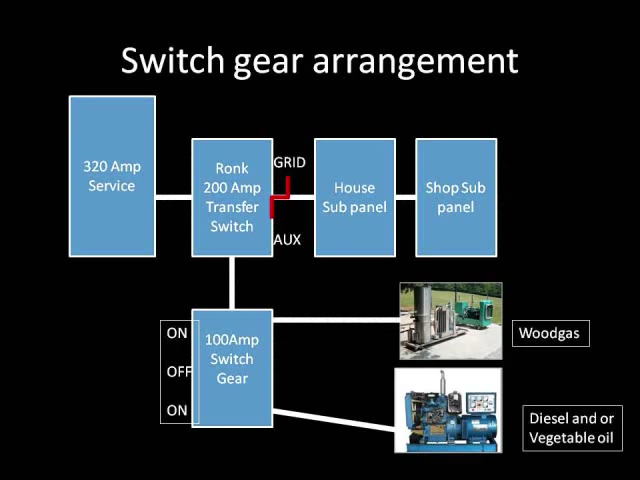 Switch gear arrangement
320 Amp
Service
Ronk
200 Amp
Transfer
Switch
GRID
AUX
House
Sub panel
Shop Sub
panel
ON
OFF
ON
100Amp
Switch
Gear
Woodgas
Diesel and or
Vegetable oil